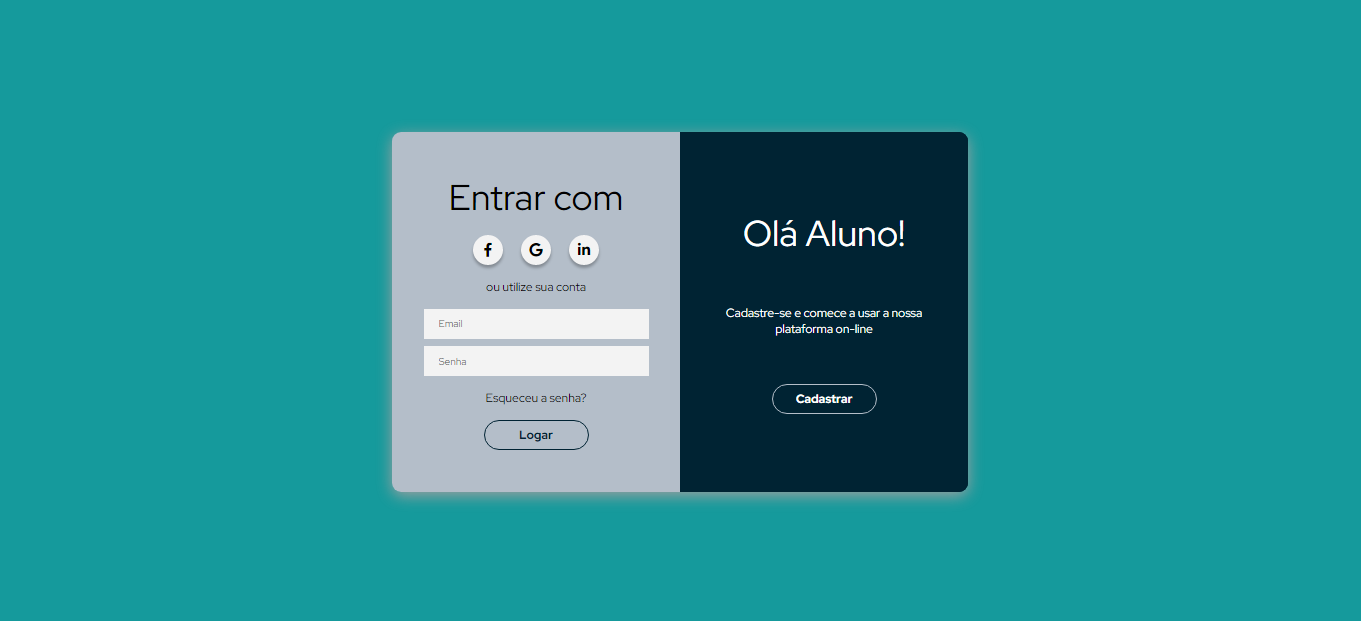 Entrar com
f G in
ou utilize sua conta
Email
Senha
Esqueceu a senha?
Logar
Olá Aluno!
Cadastre-se e comece a usar a nossa
plataforma on-line
Cadastrar